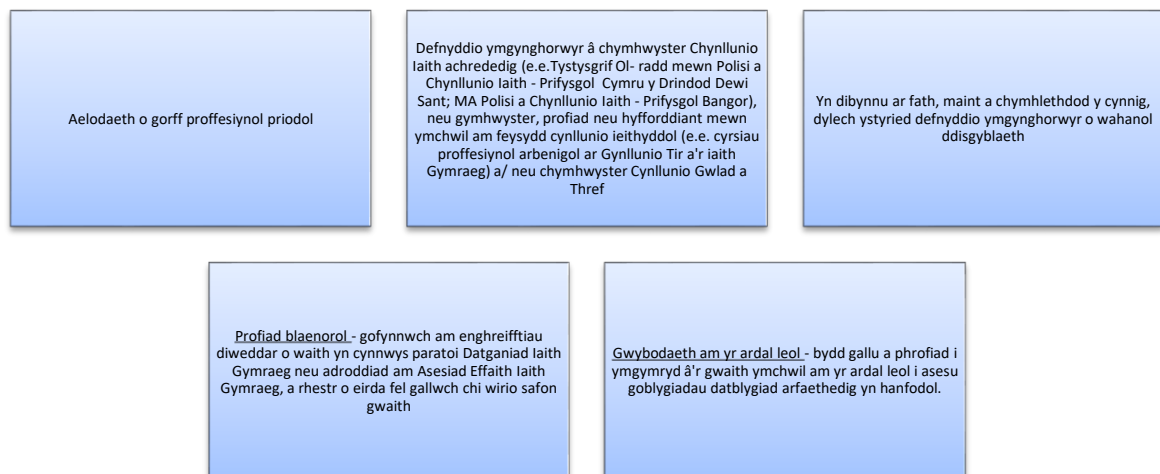 Aelodaeth o gorff proffesiynol priodol
Defnyddio ymgynghorwyr â chymhwyster Chynllunio
Iaith achrededig (e.e.Tystysgrif Ol- radd mewn Polisi a
Chynllunio Iaith - Prifysgol Cymru y Drindod Dewi
Sant; MA Polisi a Chynllunio Iaith - Prifysgol Bangor),
neu gymhwyster, profiad neu hyfforddiant mewn
ymchwil am feysydd cynllunio ieithyddol (e.e. cyrsiau
proffesiynol arbenigol ar Gynllunio Tir a'r iaith
Gymraeg) a/ neu chymhwyster Cynllunio Gwlad a
Thref
Yn dibynnu ar fath, maint a chymhlethdod y cynnig,
dylech ystyried defnyddio ymgynghorwyr o wahanol
ddisgyblaeth
Profiad blaenorol - gofynnwch am enghreifftiau
diweddar o waith yn cynnwys paratoi Datganiad Iaith
Gymraeg neu adroddiad am Asesiad Effaith Iaith
Gymraeg, a rhestr o eirda fel gallwch chi wirio safon
gwaith
Gwybodaeth am yr ardal leol - bydd gallu a phrofiad i
ymgymryd â'r gwaith ymchwil am yr ardal leol i asesu
goblygiadau datblygiad arfaethedig yn hanfodol.